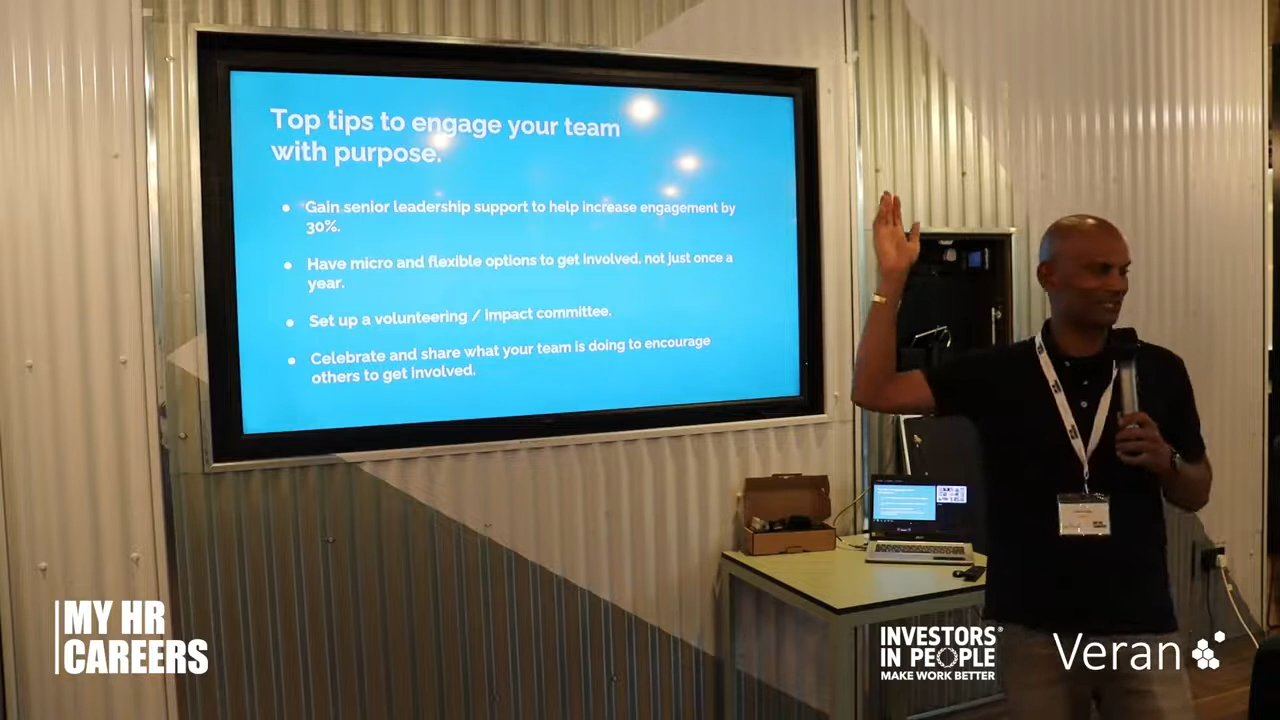 Top tips to engage your team
with purpose.
• Gain senior leadership support to help increase engagement by
30%.
• Have micro and flexible options to get involved, not just once a
year.
• Set up a volunteering / impact committee.
• Celebrate and share what your team is doing to encourage
others to get involved.
MY HR
CAREERS
INVESTORS®
IN PEOPLE
MAKE WORK BETTER
Veran